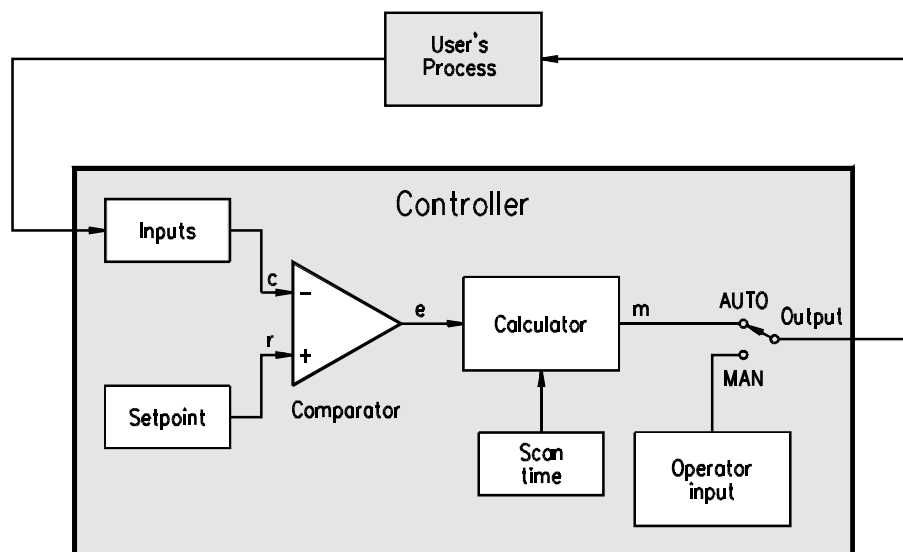 User's
Process
Controller
Inputs
c
−
r
+
Setpoint
Comparator
e
Calculator
m
AUTO
Output
MAN
Scan
time
Operator
input